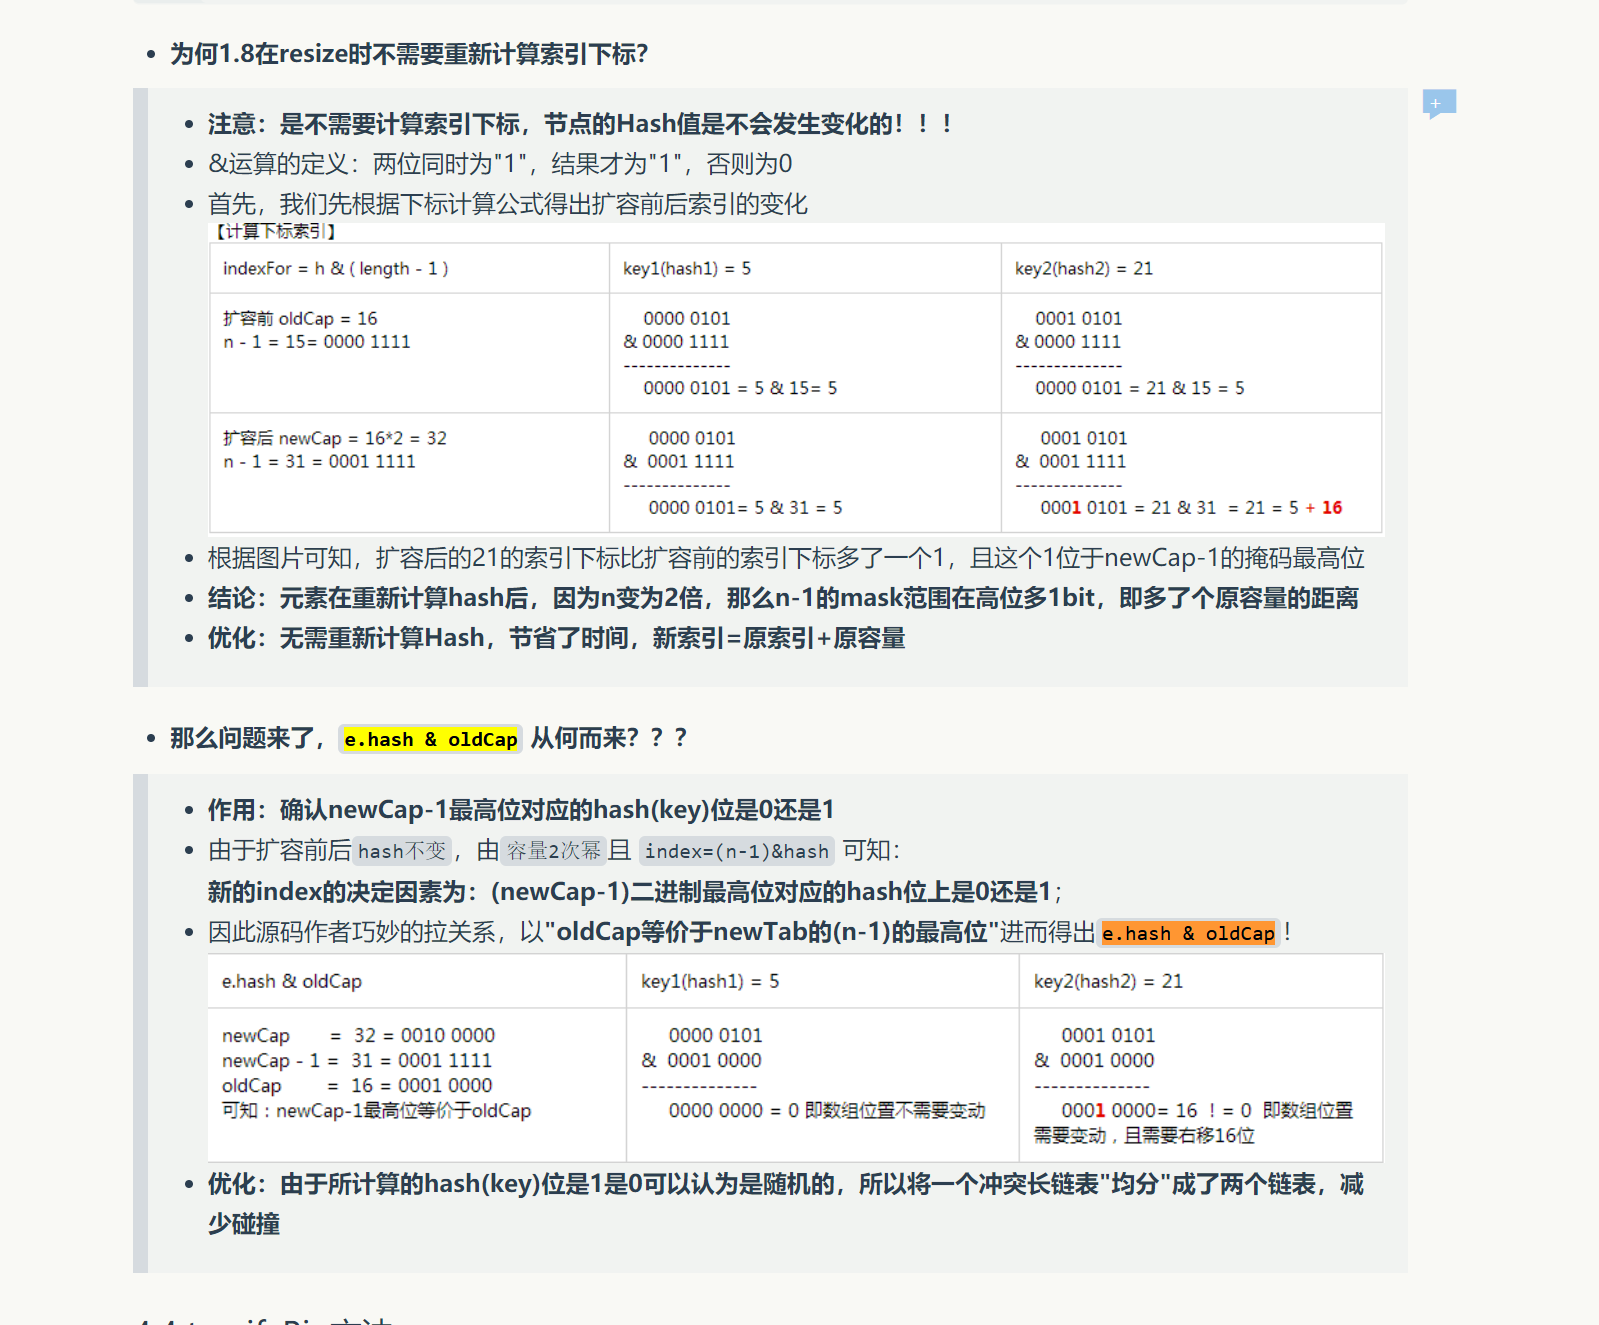 为何1.8在resize时不需要重新计算索引下标？
注意：是不需要计算索引下标，节点的Hash值是不会发生变化的！！！
&运算的定义：两位同时为"1"，结果才为"1"，否则为0
首先，我们先根据下标计算公式得出扩容前后索引的变化
【计算下标索引】
indexFor = h & ( length - 1 )
key1(hash1) = 5
key2(hash2) = 21
扩容前 oldCap = 16
n - 1 = 15= 0000 1111
0000 0101
& 0000 1111
--------------
0000 0101 = 5 & 15= 5
0001 0101
& 0000 1111
--------------
0000 0101 = 21 & 15 = 5
扩容后 newCap = 16*2 = 32
n - 1 = 31 = 0001 1111
0000 0101
& 0001 1111
--------------
0000 0101= 5 & 31 = 5
0001 0101
& 0001 1111
--------------
0001 0101 = 21 & 31 = 21 = 5 + 16
根据图片可知，扩容后的21的索引下标比扩容前的索引下标多了一个1，且这个1位于newCap-1的掩码最高位
结论：元素在重新计算hash后，因为n变为2倍，那么n-1的mask范围在高位多1bit，即多了个原容量的距离
优化：无需重新计算Hash，节省了时间，新索引=原索引+原容量
那么问题来了，e.hash & oldCap 从何而来？？？
作用：确认newCap-1最高位对应的hash(key)位是0还是1
由于扩容前后hash不变，由容量2次幂且 index=(n-1)&hash 可知：
新的index的决定因素为：(newCap-1)二进制最高位对应的hash位上是0还是1；
因此源码作者巧妙的拉关系，以"oldCap等价于newTab的(n-1)的最高位"进而得出e.hash & oldCap！
e.hash & oldCap
key1(hash1) = 5
key2(hash2) = 21
newCap = 32 = 0010 0000
newCap - 1 = 31 = 0001 1111
oldCap = 16 = 0001 0000
可知：newCap-1最高位等价于oldCap
0000 0101
& 0001 0000
--------------
0000 0000 = 0 即数组位置不需要变动
0001 0101
& 0001 0000
--------------
0001 0000= 16 ！= 0 即数组位置
需要变动，且需要右移16位
优化：由于所计算的hash(key)位是1是0可以认为是随机的，所以将一个冲突长链表"均分"成了两个链表，减
少碰撞